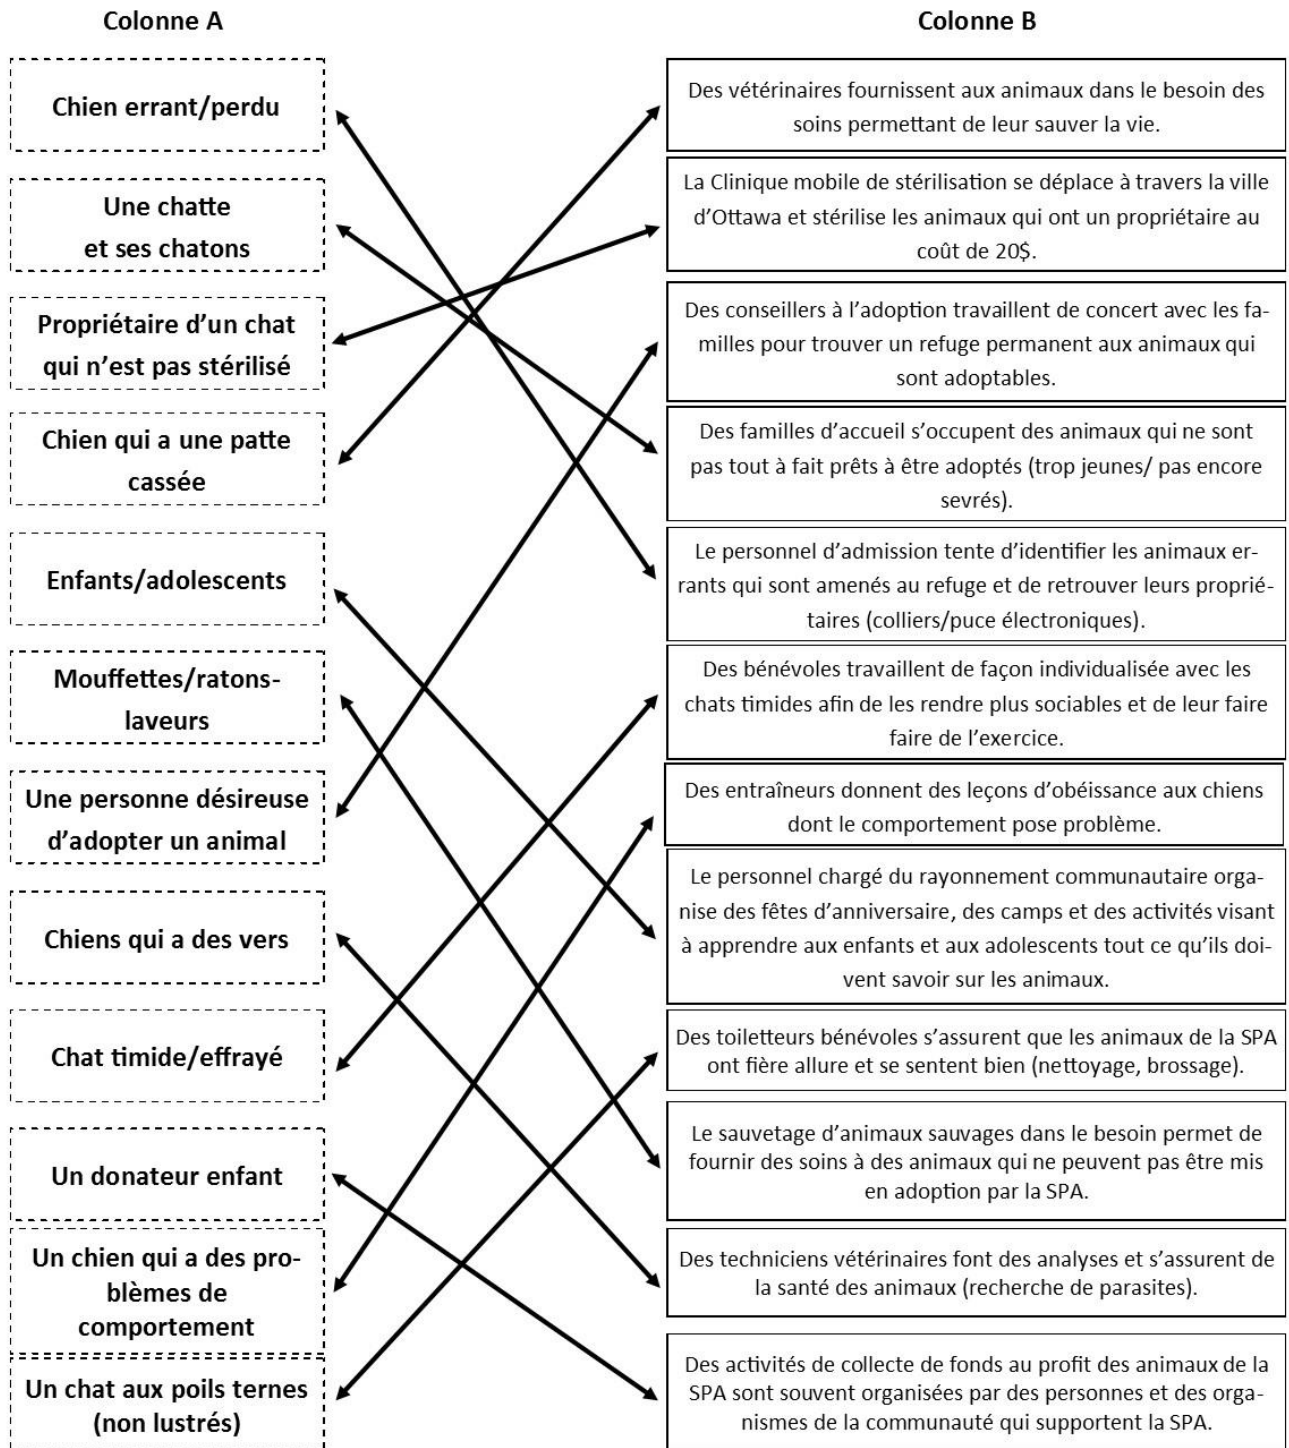 Colonne A
Chien errant/perdu
Une chatte
et ses chatons
Propriétaire d’un chat
qui n’est pas stérilisé
Chien qui a une patte
cassée
Enfants/adolescents
Mouffettes/ratons-
laveurs
Une personne désireuse
d’adopter un animal
Chiens qui a des vers
Chat timide/effrayé
Un donateur enfant
Un chien qui a des pro-
blèmes de
comportement
Un chat aux poils ternes
(non lustrés)
Colonne B
Des vétérinaires fournissent aux animaux dans le besoin des
soins permettant de leur sauver la vie.
La Clinique mobile de stérilisation se déplace à travers la ville
d’Ottawa et stérilise les animaux qui ont un propriétaire au
coût de 20$.
Des conseillers à l’adoption travaillent de concert avec les fa-
milles pour trouver un refuge permanent aux animaux qui
sont adoptables.
Des familles d’accueil s’occupent des animaux qui ne sont
pas tout à fait prêts à être adoptés (trop jeunes/ pas encore
sevrés).
Le personnel d’admission tente d’identifier les animaux er-
rants qui sont amenés au refuge et de retrouver leurs proprié-
taires (colliers/puce électroniques).
Des bénévoles travaillent de façon individualisée avec les
chats timides afin de les rendre plus sociables et de leur faire
faire de l’exercice.
Des entraîneurs donnent des leçons d’obéissance aux chiens
dont le comportement pose problème.
Le personnel chargé du rayonnement communautaire orga-
nise des fêtes d’anniversaire, des camps et des activités visant
à apprendre aux enfants et aux adolescents tout ce qu’ils doi-
vent savoir sur les animaux.
Des toiletteurs bénévoles s’assurent que les animaux de la SPA
ont fière allure et se sentent bien (nettoyage, brossage).
Le sauvetage d’animaux sauvages dans le besoin permet de
fournir des soins à des animaux qui ne peuvent pas être mis
en adoption par la SPA.
Des techniciens vétérinaires font des analyses et s’assurent de
la santé des animaux (recherche de parasites).
Des activités de collecte de fonds au profit des animaux de la
SPA sont souvent organisées par des personnes et des orga-
nismes de la communauté qui supportent la SPA.